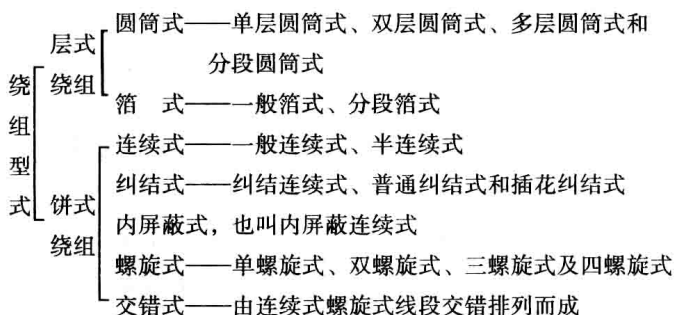 绕组型式
层式绕组
圆筒式——单层圆筒式、双层圆筒式、多层圆筒式和
分段圆筒式
箔　式——一般箔式、分段箔式
饼式绕组
连续式——一般连续式、半连续式
纠结式——纠结连续式、普通纠结式和插花纠结式
内屏蔽式，也叫内屏蔽连续式
螺旋式——单螺旋式、双螺旋式、三螺旋式及四螺旋式
交错式——由连续式螺旋式线段交错排列而成